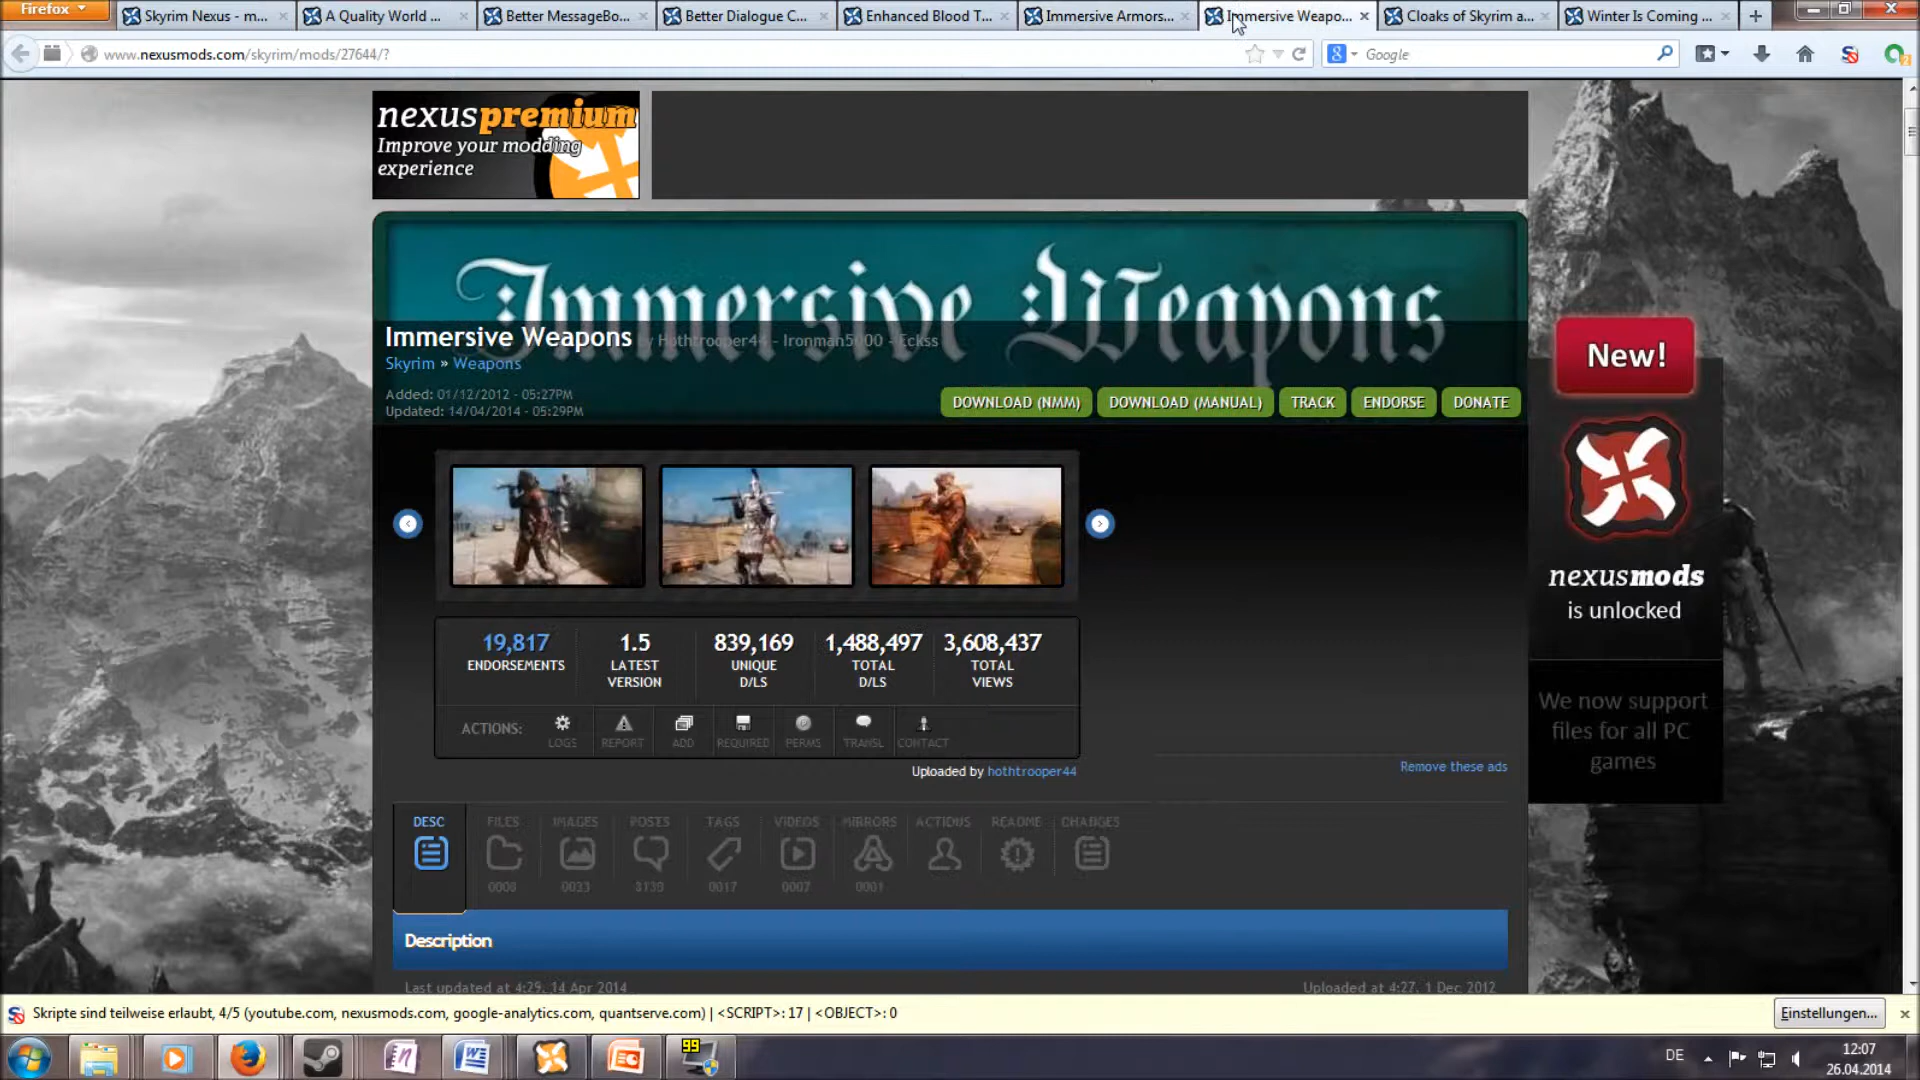 Firefox
Skyrim Nexus - m...
A Quality World ...
Better MessageBo...
Better Dialogue C...
Enhanced Blood T...
Immersive Armors...
Immersive Weapo...
Cloaks of Skyrim a...
Winter Is Coming ...
www.nexusmods.com/skyrim/mods/27644/?
Google
nexuspremium
Improve your modding
experience
Immersive Weapons
Immersive Weapons by Hothtrooper44 - Ironman5000 - Eckss
Skyrim » Weapons
Added: 01/12/2012 - 05:27PM
Updated: 14/04/2014 - 05:29PM
DOWNLOAD (NMM) DOWNLOAD (MANUAL) TRACK ENDORSE DONATE
New!
nexusmods
is unlocked
We now support
files for all PC
games
19,817 1.5 839,169 1,488,497 3,608,437
ENDORSEMENTS LATEST UNIQUE TOTAL TOTAL
VERSION D/LS D/LS VIEWS
ACTIONS: LOGS REPORT ADD REQUIRED PERMS TRANSL CONTACT
Uploaded by hothtrooper44
Remove these ads
DESC FILES IMAGES POSTS TAGS VIDEOS MIRRORS ACTIONS README CHANGES
0008 0033 3139 0017 0007 0001
Description
Last updated at 4:29, 14 Apr 2014 Uploaded at 4:27, 1 Dec 2012
Skripte sind teilweise erlaubt, 4/5 (youtube.com, nexusmods.com, google-analytics.com, quantserve.com) | <SCRIPT>: 17 | <OBJECT>: 0
Einstellungen...
99
DE
12:07
26.04.2014